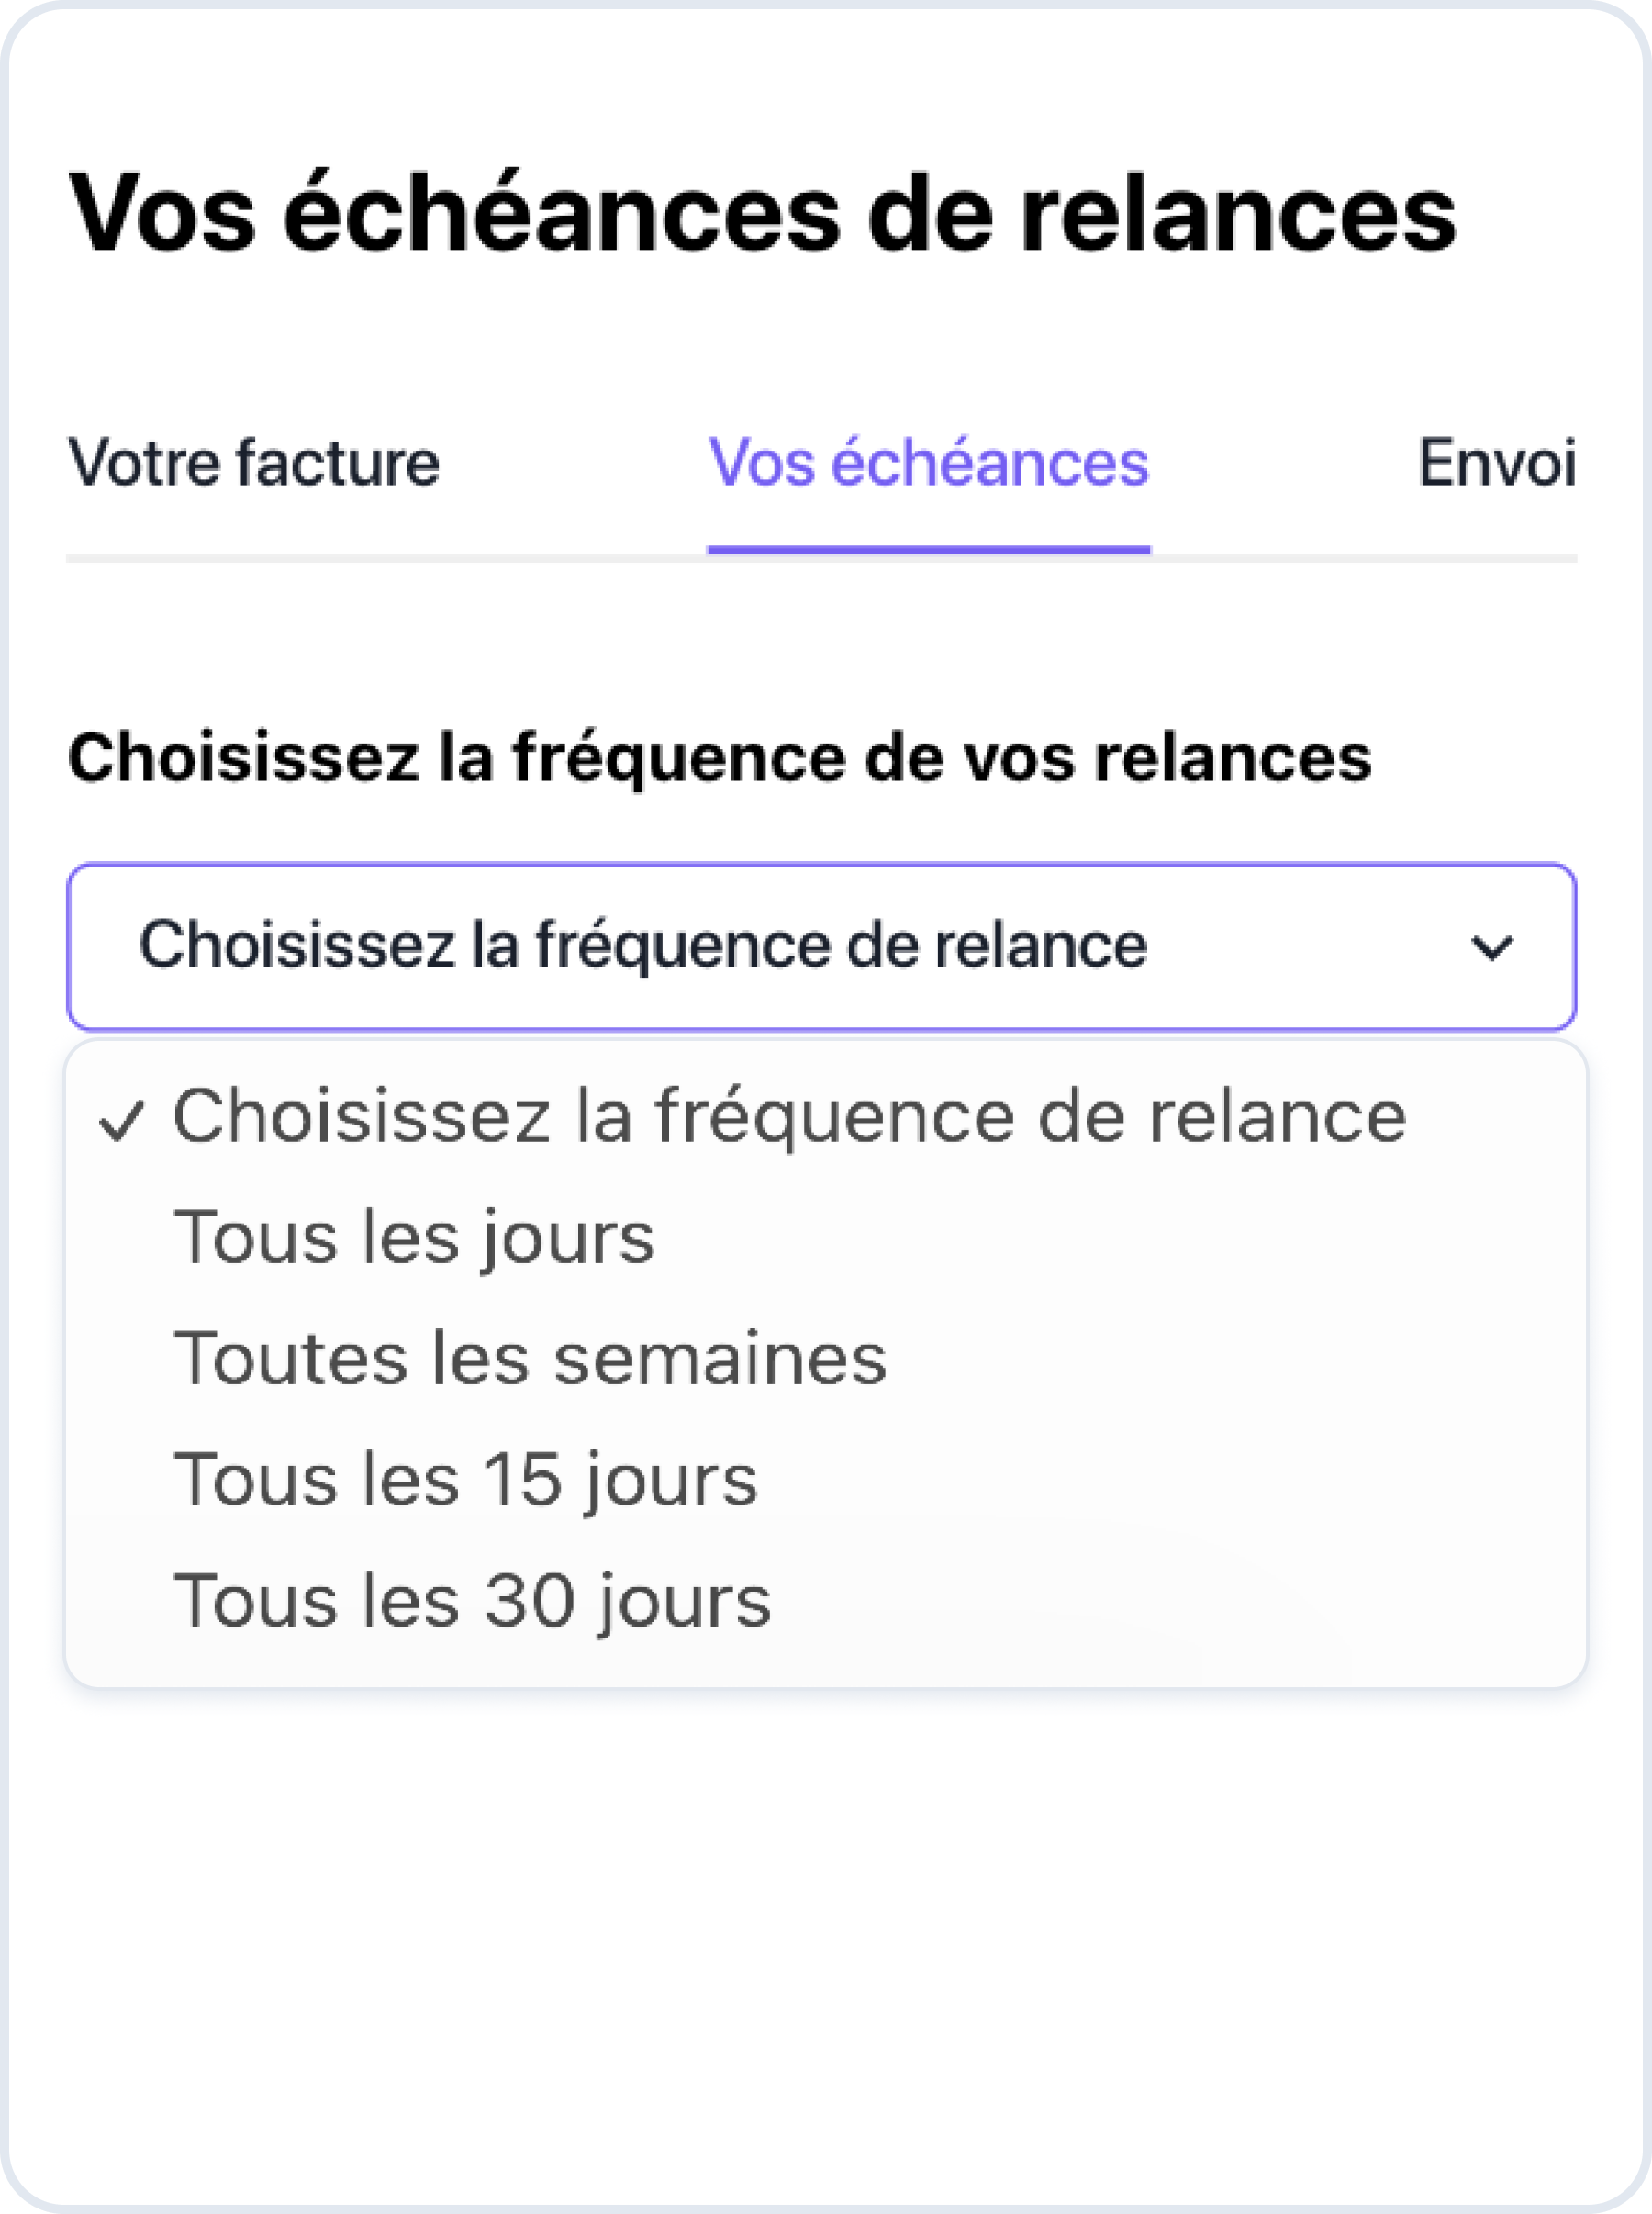 Vos échéances de relances
Votre facture Vos échéances Envoi
Choisissez la fréquence de vos relances
Choisissez la fréquence de relance
Choisissez la fréquence de relance
Tous les jours
Toutes les semaines
Tous les 15 jours
Tous les 30 jours